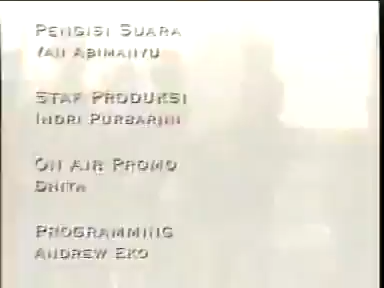 PENGISI SUARA
YAN ABIMANYU
STAF PRODUKSI
INDRI PURBARINI
ON AIR PROMO
DHITA
PROGRAMMING
ANDREW EKO